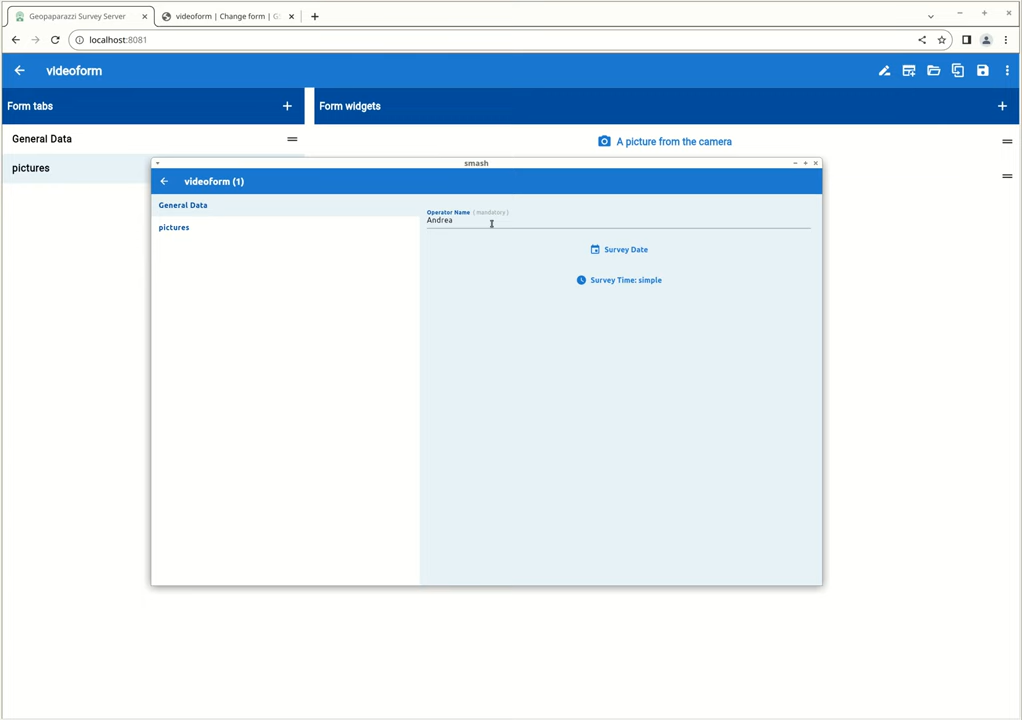 Geopaparazzi Survey Server
videoform | Change form | G
localhost:8081
videoform
Form tabs
Form widgets
General Data
A picture from the camera
pictures
smash
videoform (1)
General Data
pictures
Operator Name ( mandatory )
Andrea
Survey Date
Survey Time: simple